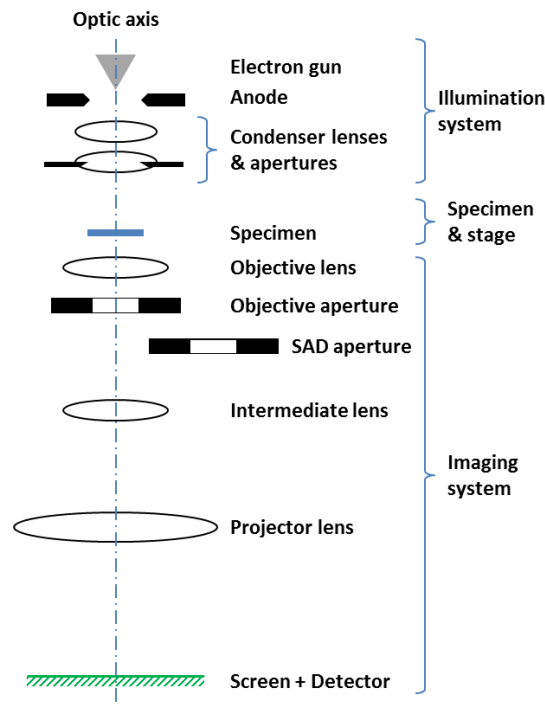 Optic axis
Electron gun
Anode
Illumination
system
Condenser lenses
& apertures
Specimen
& stage
Specimen
Objective lens
Objective aperture
SAD aperture
Intermediate lens
Imaging
system
Projector lens
Screen + Detector